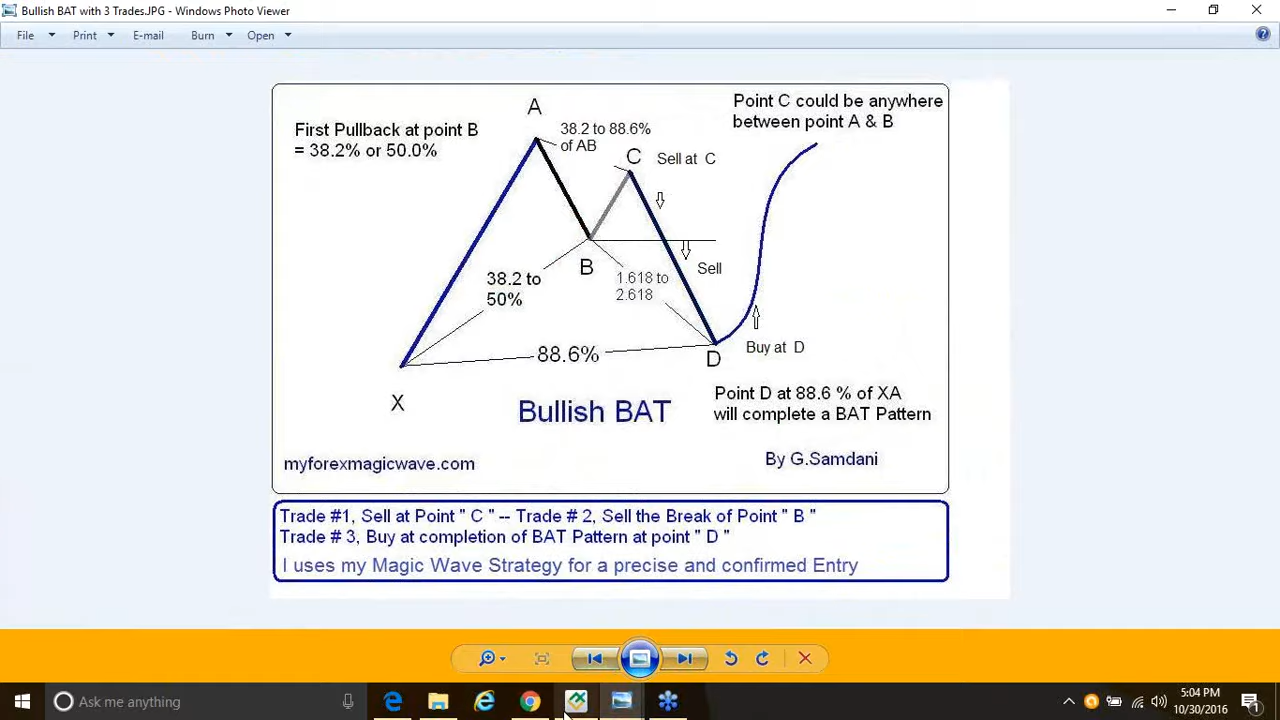 Bullish BAT with 3 Trades.JPG - Windows Photo Viewer
File Print E-mail Burn Open
First Pullback at point B
= 38.2% or 50.0%
A
38.2 to 88.6%
of AB
C
Sell at C
Point C could be anywhere
between point A & B
B
Sell
38.2 to
50%
1.618 to
2.618
88.6%
D
Buy at D
X
Bullish BAT
Point D at 88.6 % of XA
will complete a BAT Pattern
myforexmagicwave.com
By G.Samdani
Trade #1, Sell at Point " C " -- Trade # 2, Sell the Break of Point " B "
Trade # 3, Buy at completion of BAT Pattern at point " D "
I uses my Magic Wave Strategy for a precise and confirmed Entry
Ask me anything
5:04 PM
10/30/2016
1